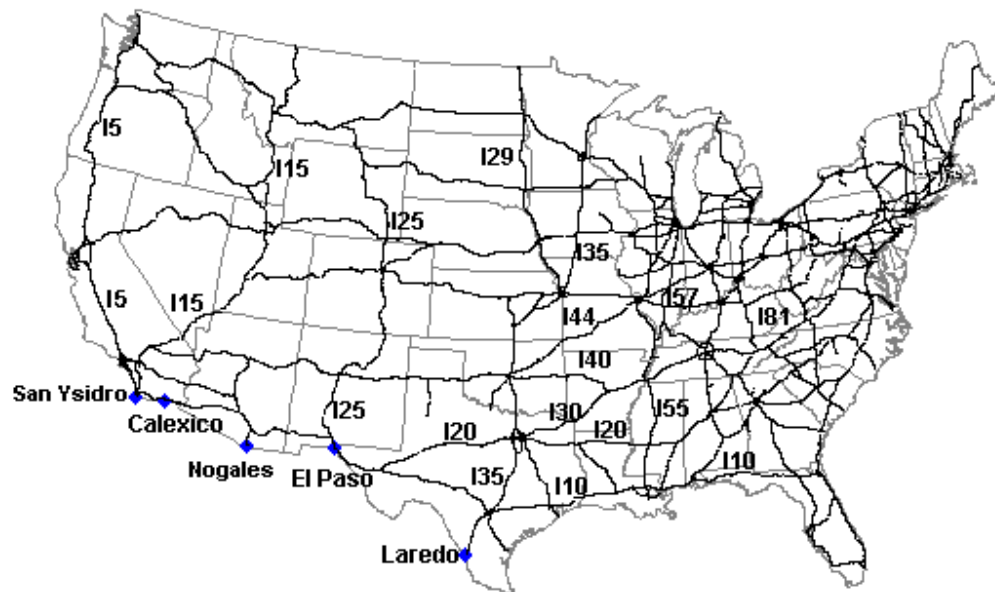 I5
I15
I29
I25
I35
I5
I15
I57
I44
I81
I40
San Ysidro
Calexico
I25
I30
I55
I20
I20
Nogales
El Paso
I35
I10
I10
Laredo